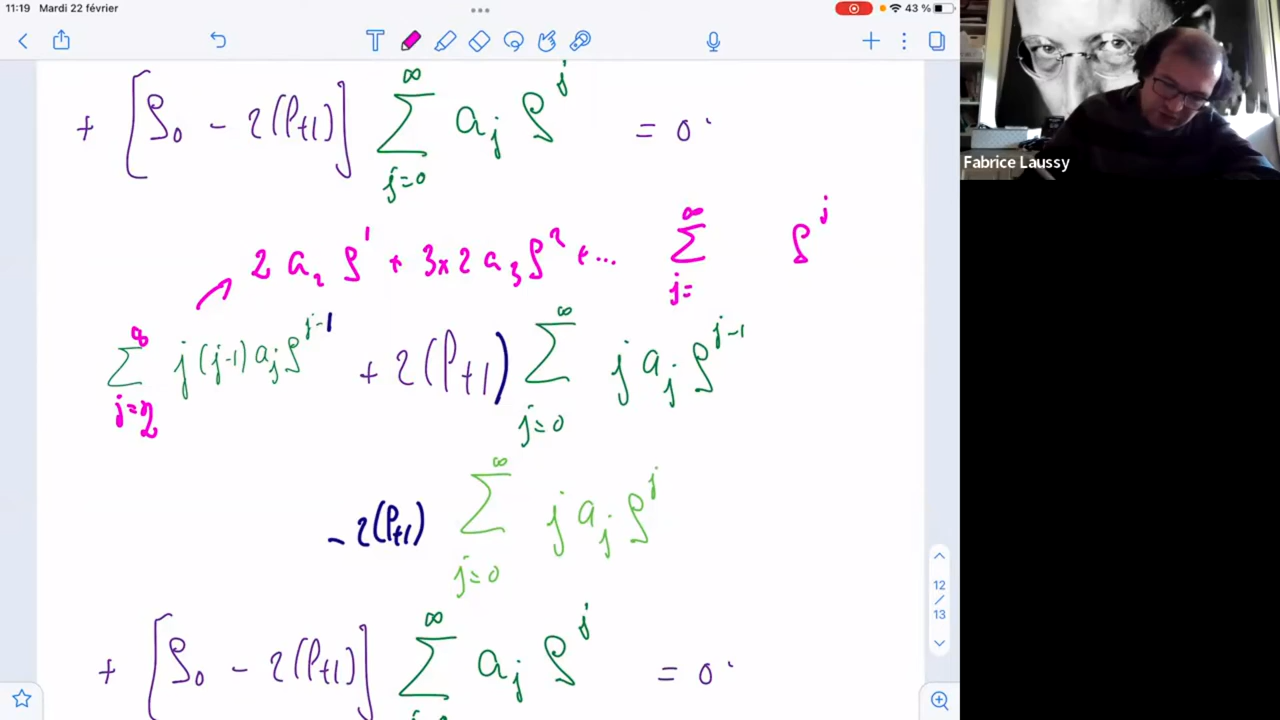 11:19 Mardi 22 février
43 %
+ [ρ₀ - 2(l+1)] ∑_{j=0}^{∞} a_j ρ^j = 0.
2 a₂ ρ¹ + 3×2 a₃ρ² + ... ∑_{j=}^{∞} ρ^j
∑_{j=2}^{∞} j(j-1) a_j ρ^{j-1} + 2(l+1) ∑_{j=0}^{∞} j a_j ρ^{j-1}
- 2(l+1) ∑_{j=0}^{∞} j a_j ρ^j
+ [ρ₀ - 2(l+1)] ∑_{j=0}^{∞} a_j ρ^j = 0.
12
/
13
Fabrice Laussy